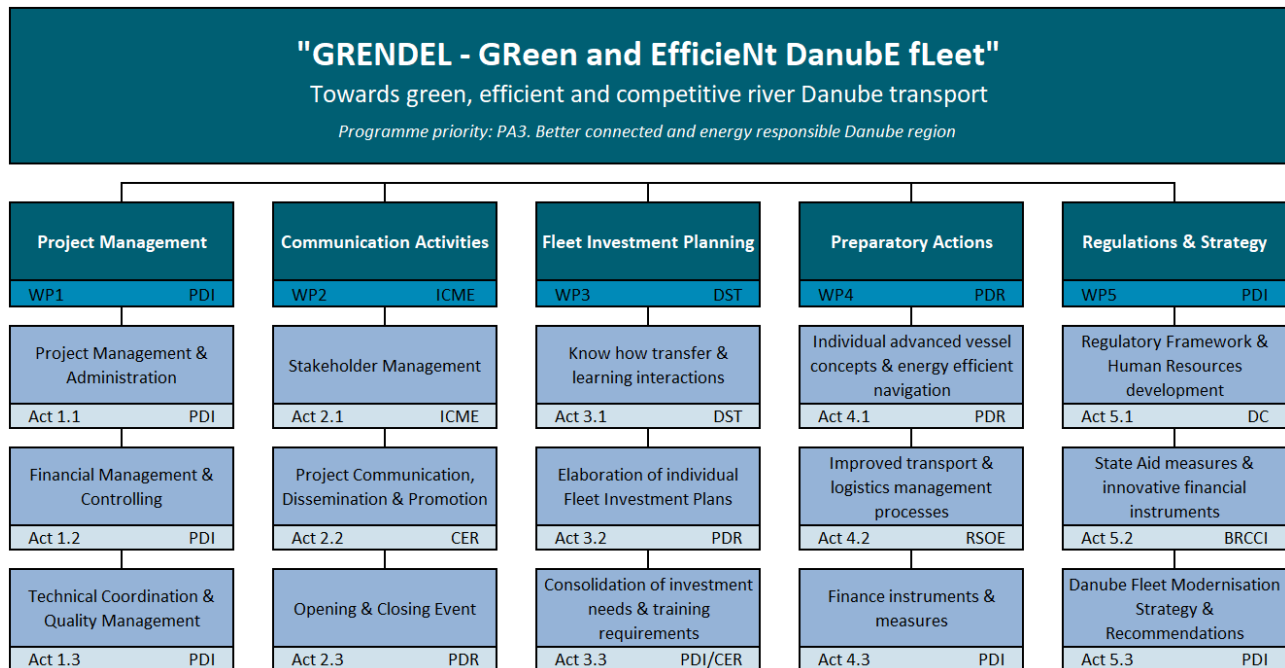 "GRENDEL - GReen and EfficieNt DanubE fLeet"
Towards green, efficient and competitive river Danube transport
Programme priority: PA3. Better connected and energy responsible Danube region
Project Management
WP1 PDI
Project Management &
Administration
Act 1.1 PDI
Financial Management &
Controlling
Act 1.2 PDI
Technical Coordination &
Quality Management
Act 1.3 PDI
Communication Activities
WP2 ICME
Stakeholder Management
Act 2.1 ICME
Project Communication,
Dissemination & Promotion
Act 2.2 CER
Opening & Closing Event
Act 2.3 PDR
Fleet Investment Planning
WP3 DST
Know how transfer &
learning interactions
Act 3.1 DST
Elaboration of individual
Fleet Investment Plans
Act 3.2 PDR
Consolidation of investment
needs & training
requirements
Act 3.3 PDI/CER
Preparatory Actions
WP4 PDR
Individual advanced vessel
concepts & energy efficient
navigation
Act 4.1 PDR
Improved transport &
logistics management
processes
Act 4.2 RSOE
Finance instruments &
measures
Act 4.3 PDI
Regulations & Strategy
WP5 PDI
Regulatory Framework &
Human Resources
development
Act 5.1 DC
State Aid measures &
innovative financial
instruments
Act 5.2 BRCCI
Danube Fleet Modernisation
Strategy &
Recommendations
Act 5.3 PDI